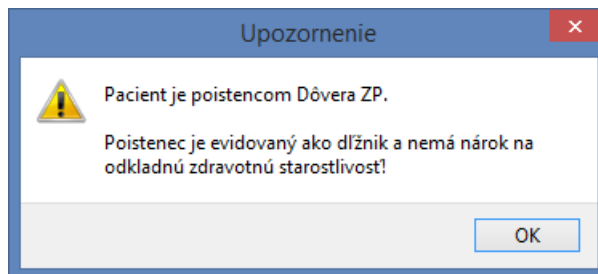 Upozornenie
Pacient je poistencom Dôvera ZP.
Poistenec je evidovaný ako dlžník a nemá nárok na
odkladnú zdravotnú starostlivosť!
OK